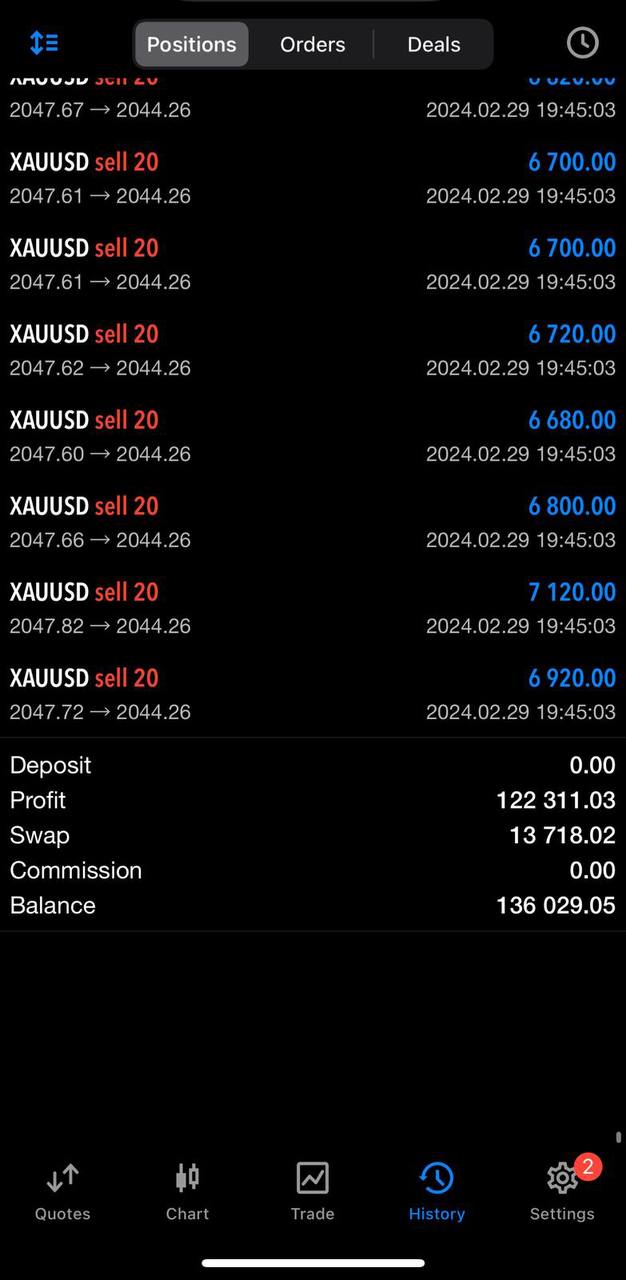 Positions Orders Deals
XAUUSD sell 20 6 820.00
2047.67 → 2044.26 2024.02.29 19:45:03
XAUUSD sell 20 6 700.00
2047.61 → 2044.26 2024.02.29 19:45:03
XAUUSD sell 20 6 700.00
2047.61 → 2044.26 2024.02.29 19:45:03
XAUUSD sell 20 6 720.00
2047.62 → 2044.26 2024.02.29 19:45:03
XAUUSD sell 20 6 680.00
2047.60 → 2044.26 2024.02.29 19:45:03
XAUUSD sell 20 6 800.00
2047.66 → 2044.26 2024.02.29 19:45:03
XAUUSD sell 20 7 120.00
2047.82 → 2044.26 2024.02.29 19:45:03
XAUUSD sell 20 6 920.00
2047.72 → 2044.26 2024.02.29 19:45:03
Deposit 0.00
Profit 122 311.03
Swap 13 718.02
Commission 0.00
Balance 136 029.05
2
Quotes Chart Trade History Settings